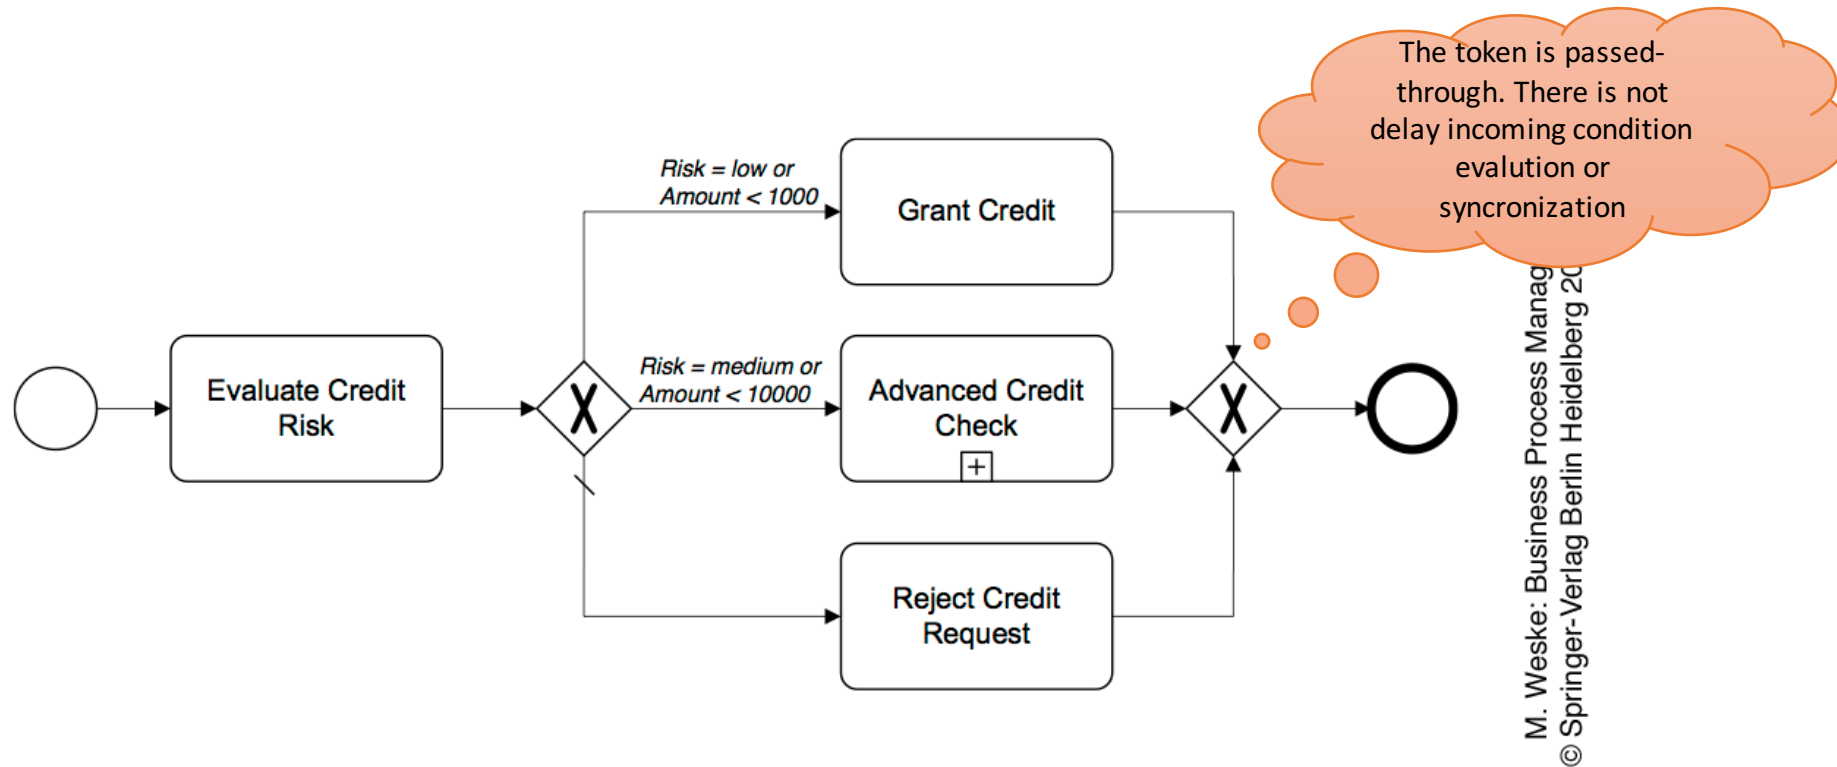 The token is passed-
through. There is not
delay incoming condition
evalution or
syncronization
Risk = low or
Amount < 1000
Grant Credit
Evaluate Credit
Risk
X
Risk = medium or
Amount < 10000
Advanced Credit
Check
+
X
Reject Credit
Request
M. Weske: Business Process Manag
© Springer-Verlag Berlin Heidelberg 20